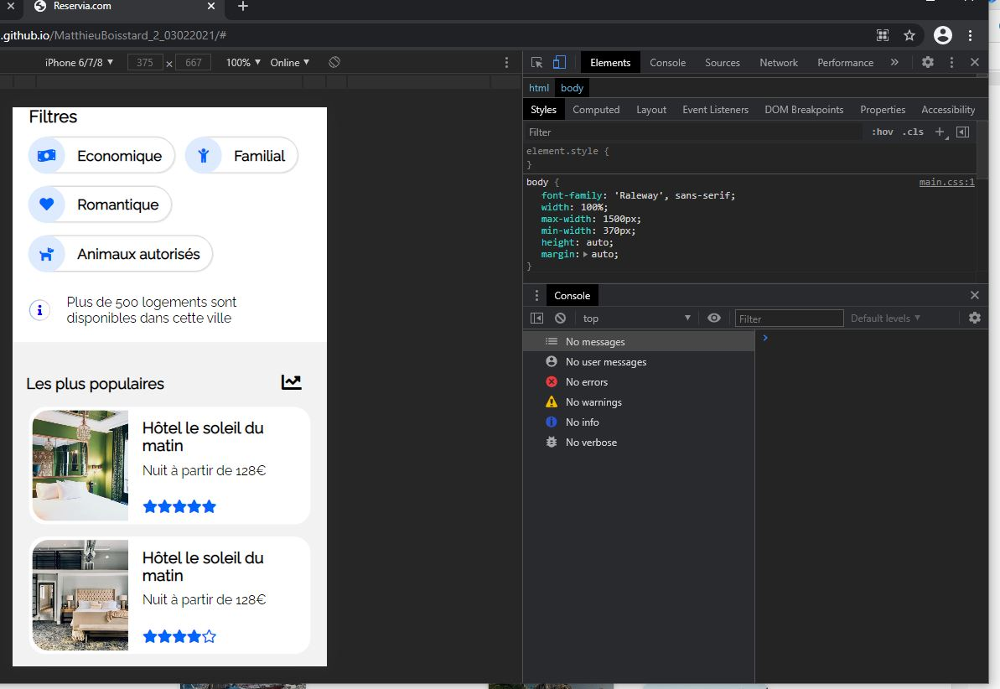 Reservia.com
.github.io/MatthieuBoisstard_2_03022021/#
iPhone 6/7/8 375 × 667 100% Online
Elements Console Sources Network Performance
html body
Styles Computed Layout Event Listeners DOM Breakpoints Properties Accessibility
Filter :hov .cls
element.style {
}
body { main.css:1
font-family: 'Raleway', sans-serif;
width: 100%;
max-width: 1500px;
min-width: 370px;
height: auto;
margin: auto;
}
Console
top Filter Default levels
No messages
No user messages
No errors
No warnings
No info
No verbose
Filtres
Economique Familial
Romantique
Animaux autorisés
Plus de 500 logements sont
disponibles dans cette ville
Les plus populaires
Hôtel le soleil du
matin
Nuit à partir de 128€
Hôtel le soleil du
matin
Nuit à partir de 128€